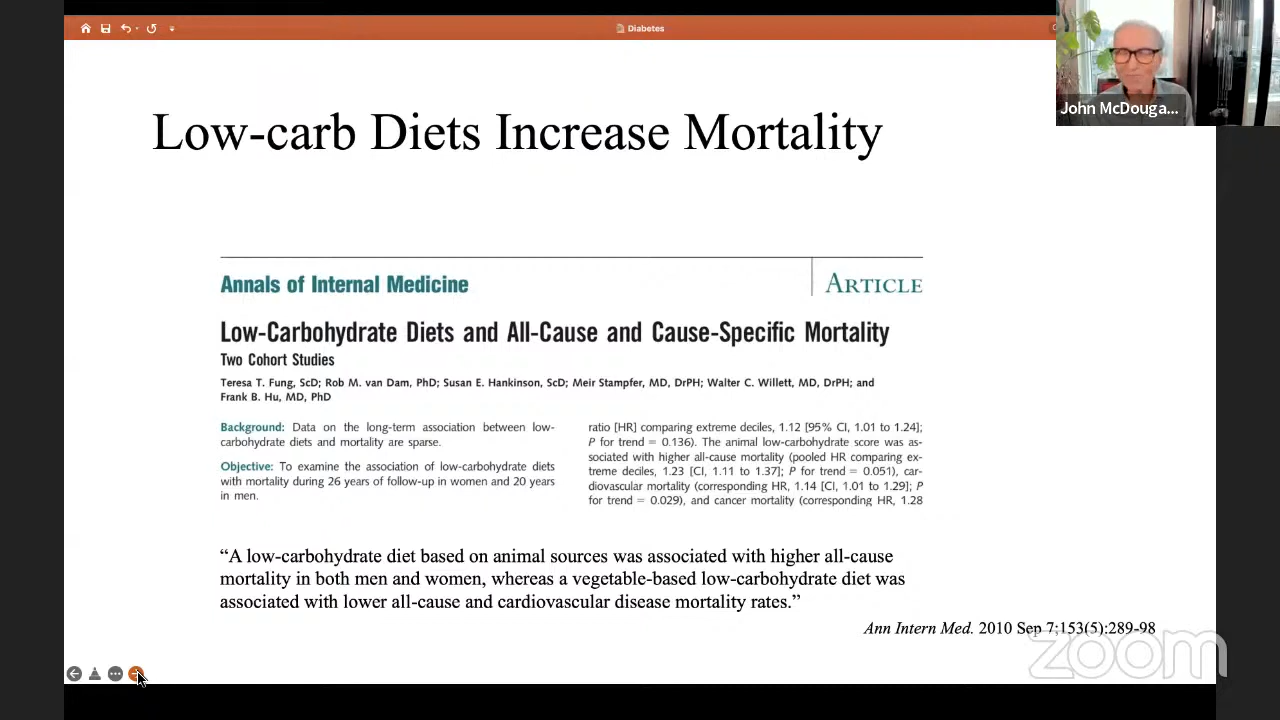 Diabetes
John McDouga...
Low-carb Diets Increase Mortality
Annals of Internal Medicine
ARTICLE
Low-Carbohydrate Diets and All-Cause and Cause-Specific Mortality
Two Cohort Studies
Teresa T. Fung, ScD; Rob M. van Dam, PhD; Susan E. Hankinson, ScD; Meir Stampfer, MD, DrPH; Walter C. Willett, MD, DrPH; and
Frank B. Hu, MD, PhD
Background: Data on the long-term association between low-
carbohydrate diets and mortality are sparse.
Objective: To examine the association of low-carbohydrate diets
with mortality during 26 years of follow-up in women and 20 years
in men.
ratio [HR] comparing extreme deciles, 1.12 [95% CI, 1.01 to 1.24];
P for trend = 0.136). The animal low-carbohydrate score was as-
sociated with higher all-cause mortality (pooled HR comparing ex-
treme deciles, 1.23 [CI, 1.11 to 1.37]; P for trend = 0.051), car-
diovascular mortality (corresponding HR, 1.14 [CI, 1.01 to 1.29]; P
for trend = 0.029), and cancer mortality (corresponding HR, 1.28
“A low-carbohydrate diet based on animal sources was associated with higher all-cause
mortality in both men and women, whereas a vegetable-based low-carbohydrate diet was
associated with lower all-cause and cardiovascular disease mortality rates.”
Ann Intern Med. 2010 Sep 7;153(5):289-98
zoom